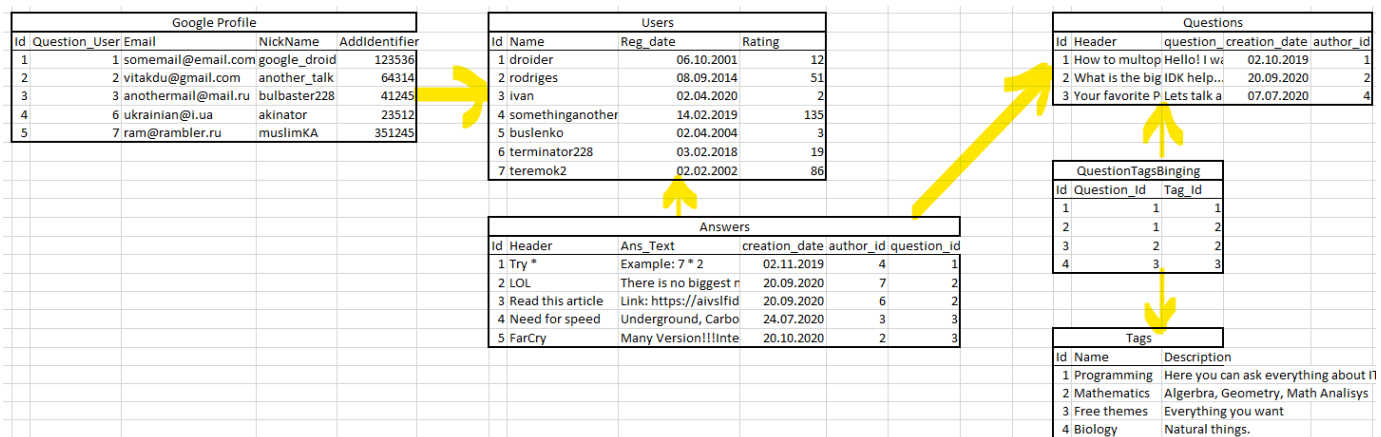 Google Profile
Id Question_User Email NickName AddIdentifier
1 1 somemail@email.com google_droid 123536
2 2 vitakdu@gmail.com another_talk 64314
3 3 anothermail@mail.ru bulbaster228 41245
4 6 ukrainian@i.ua akinator 23512
5 7 ram@rambler.ru muslimKA 351245
Users
Id Name Reg_date Rating
1 droider 06.10.2001 12
2 rodriges 08.09.2014 51
3 ivan 02.04.2020 2
4 somethinganother 14.02.2019 135
5 buslenko 02.04.2004 3
6 terminator228 03.02.2018 19
7 teremok2 02.02.2002 86
Questions
Id Header question_ creation_date author_id
1 How to multop Hello! I wa 02.10.2019 1
2 What is the big IDK help... 20.09.2020 2
3 Your favorite P Lets talk a 07.07.2020 4
QuestionTagsBinging
Id Question_Id Tag_Id
1 1 1
2 1 2
3 2 2
4 3 3
Answers
Id Header Ans_Text creation_date author_id question_id
1 Try * Example: 7 * 2 02.11.2019 4 1
2 LOL There is no biggest n 20.09.2020 7 2
3 Read this article Link: https://aivslfid 20.09.2020 6 2
4 Need for speed Underground, Carbo 24.07.2020 3 3
5 FarCry Many Version!!!Inte 20.10.2020 2 3
Tags
Id Name Description
1 Programming Here you can ask everything about IT
2 Mathematics Algerbra, Geometry, Math Analisys
3 Free themes Everything you want
4 Biology Natural things.